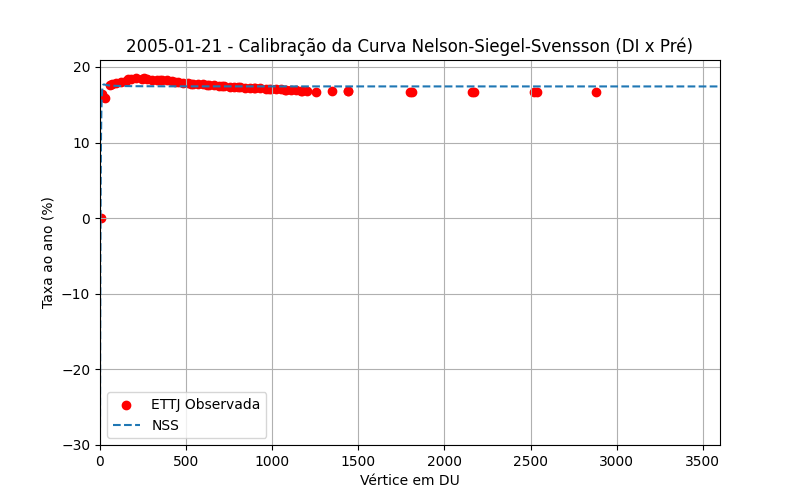 2005-01-21 - Calibração da Curva Nelson-Siegel-Svensson (DI x Pré)
20
10
0
−10
−20
−30
Taxa ao ano (%)
ETTJ Observada
NSS
0 500 1000 1500 2000 2500 3000 3500
Vértice em DU